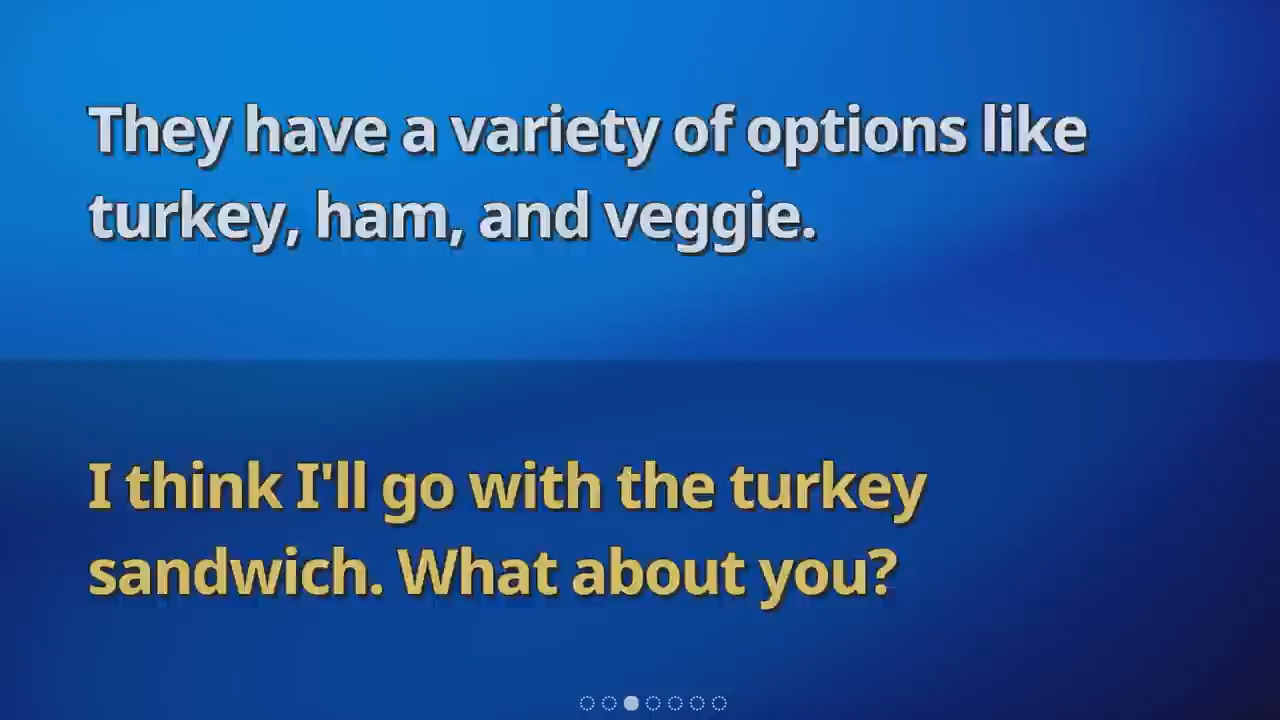 They have a variety of options like
turkey, ham, and veggie.
I think I'll go with the turkey
sandwich. What about you?